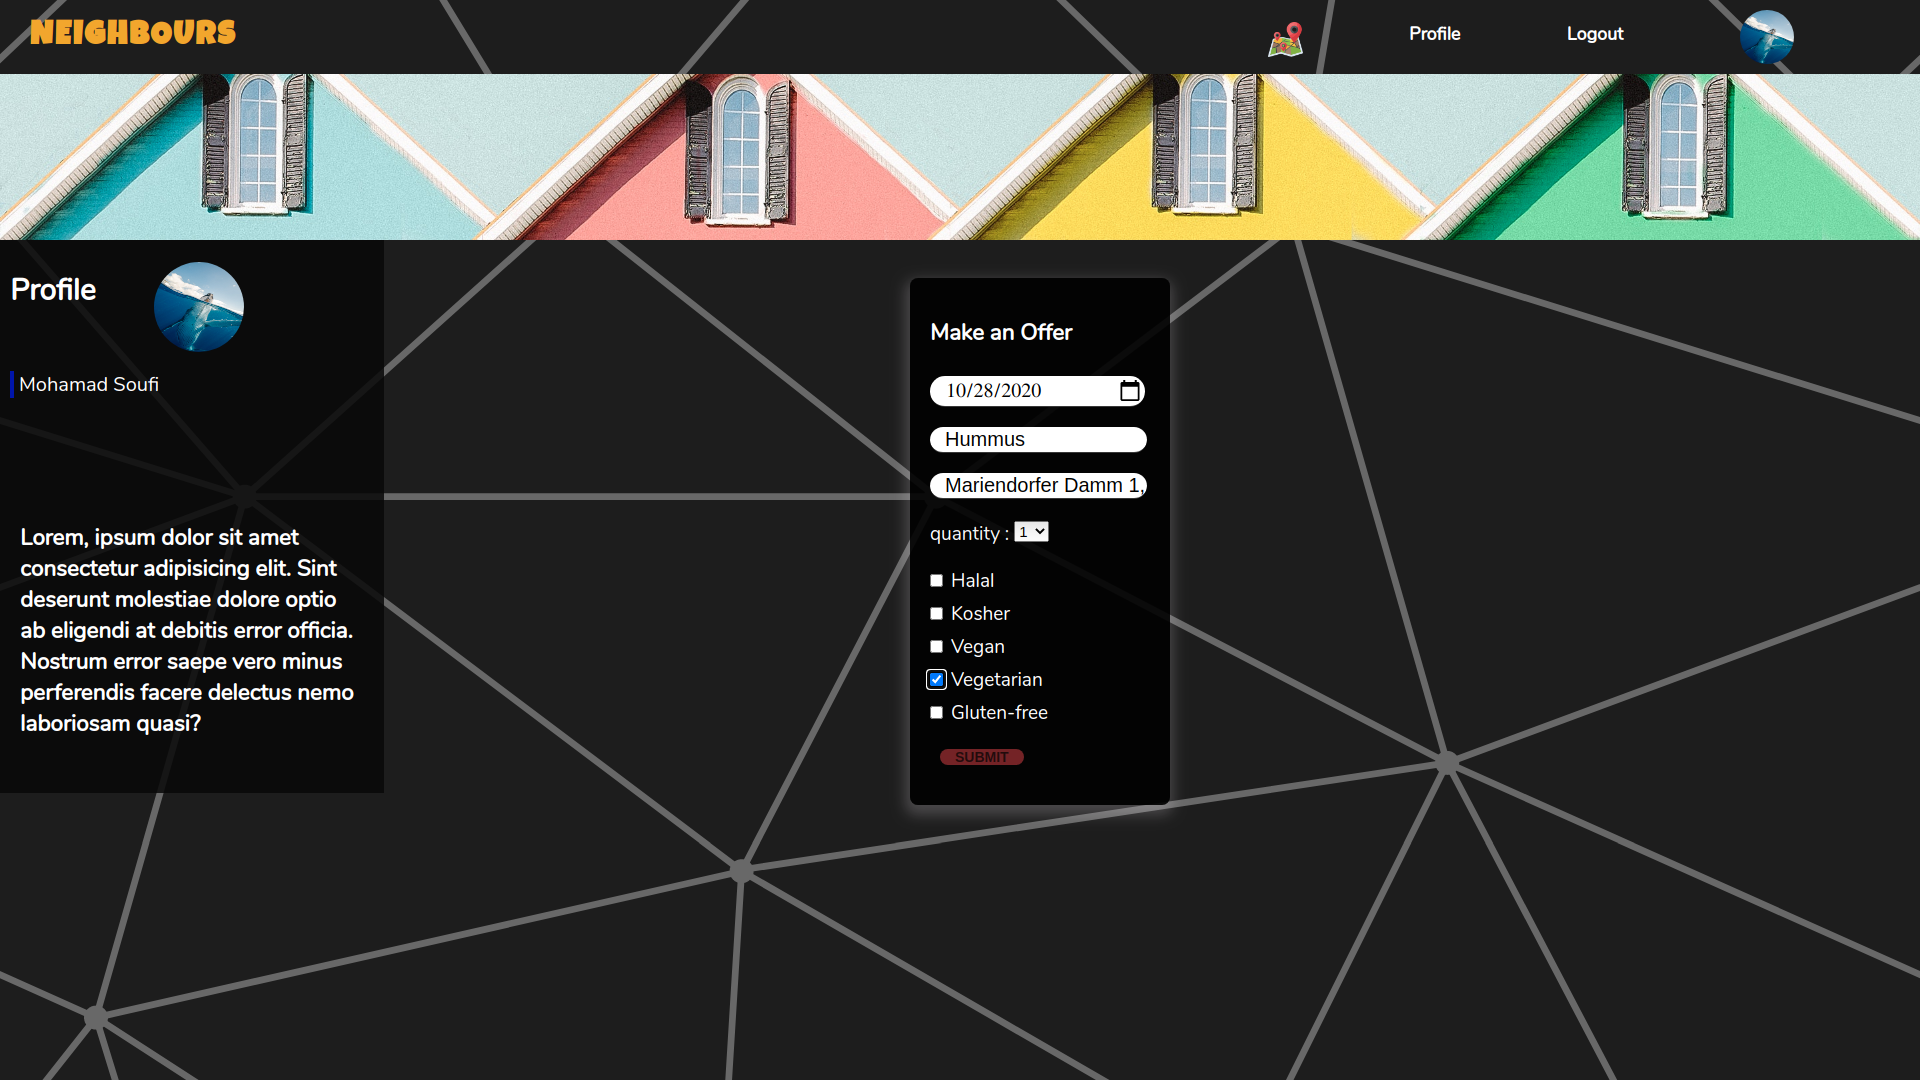 NEIGHBOURS
Profile
Logout
Profile
Mohamad Soufi
Lorem, ipsum dolor sit amet
consectetur adipisicing elit. Sint
deserunt molestiae dolore optio
ab eligendi at debitis error officia.
Nostrum error saepe vero minus
perferendis facere delectus nemo
laboriosam quasi?
Make an Offer
10/28/2020
Hummus
Mariendorfer Damm 1,
quantity : 1
Halal
Kosher
Vegan
Vegetarian
Gluten-free
SUBMIT